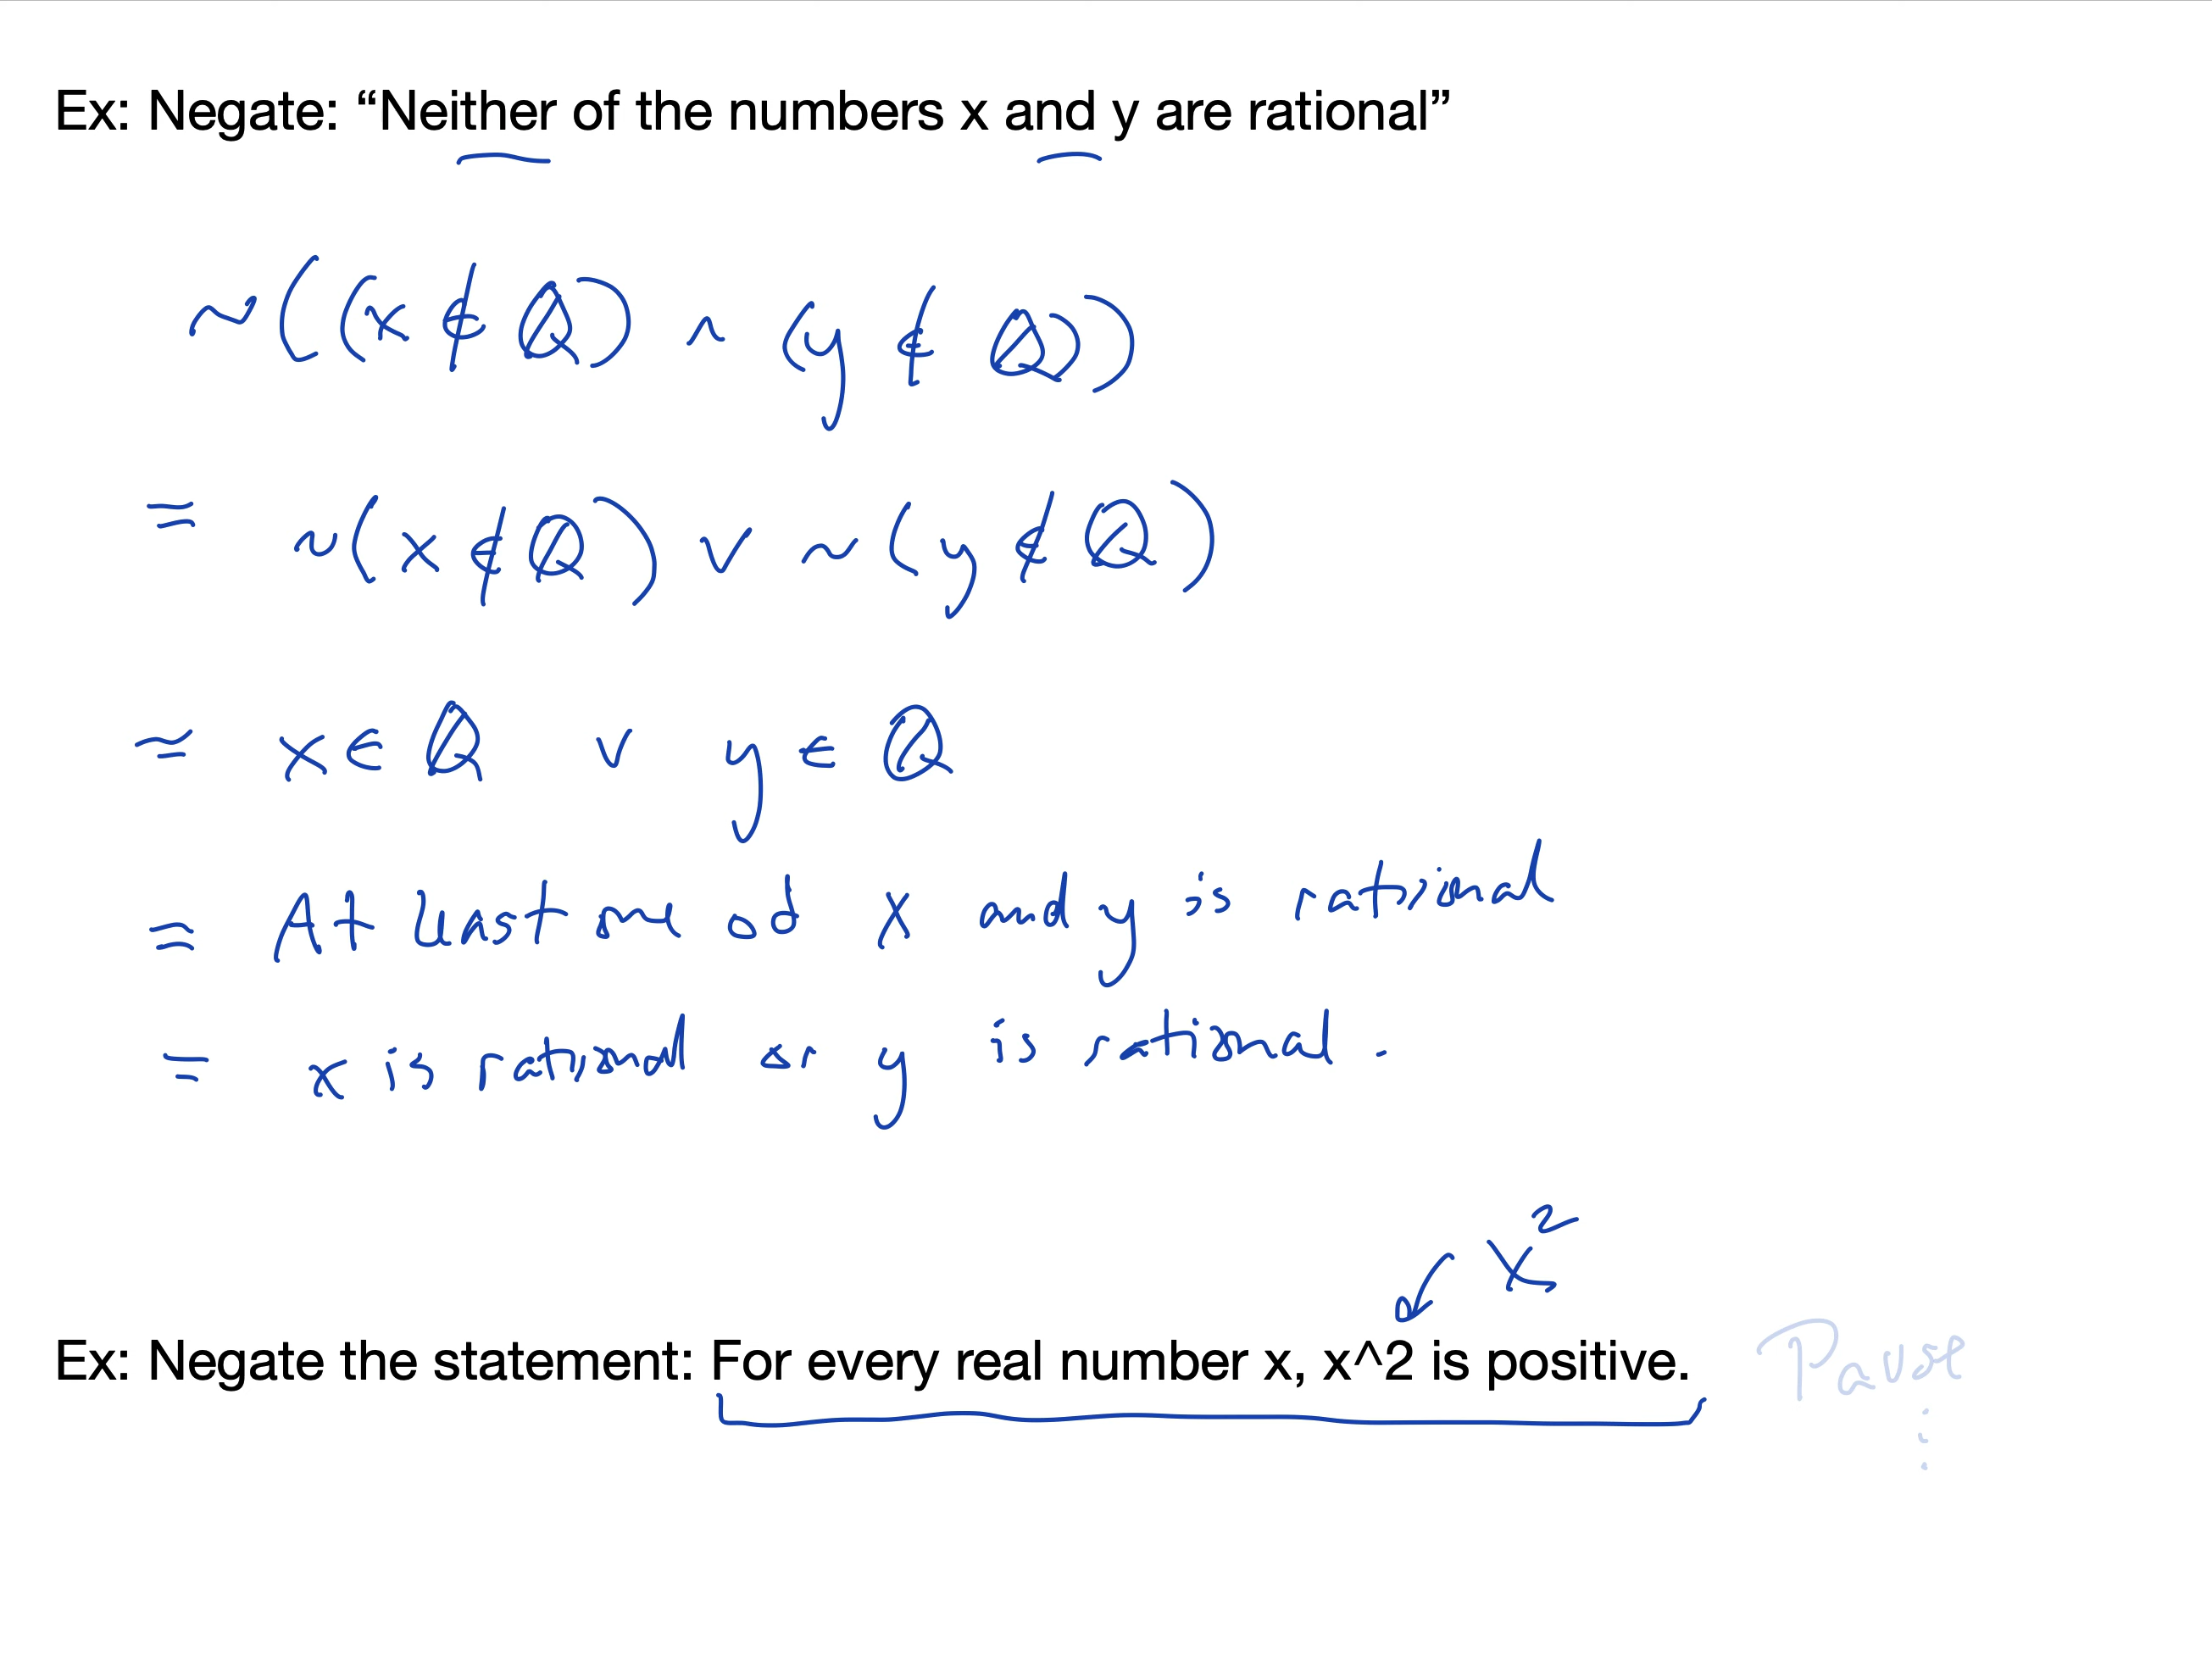 Ex: Negate: “Neither of the numbers x and y are rational”
~((x ∉ ℚ) ∧ (y ∉ ℚ))
= ~(x ∉ ℚ) ∨ ~(y ∉ ℚ)
= x ∈ ℚ ∨ y ∈ ℚ
= At least one of x and y is rational
= x is rational or y is rational.
x²
Ex: Negate the statement: For every real number x, x^2 is positive.
Pause
...